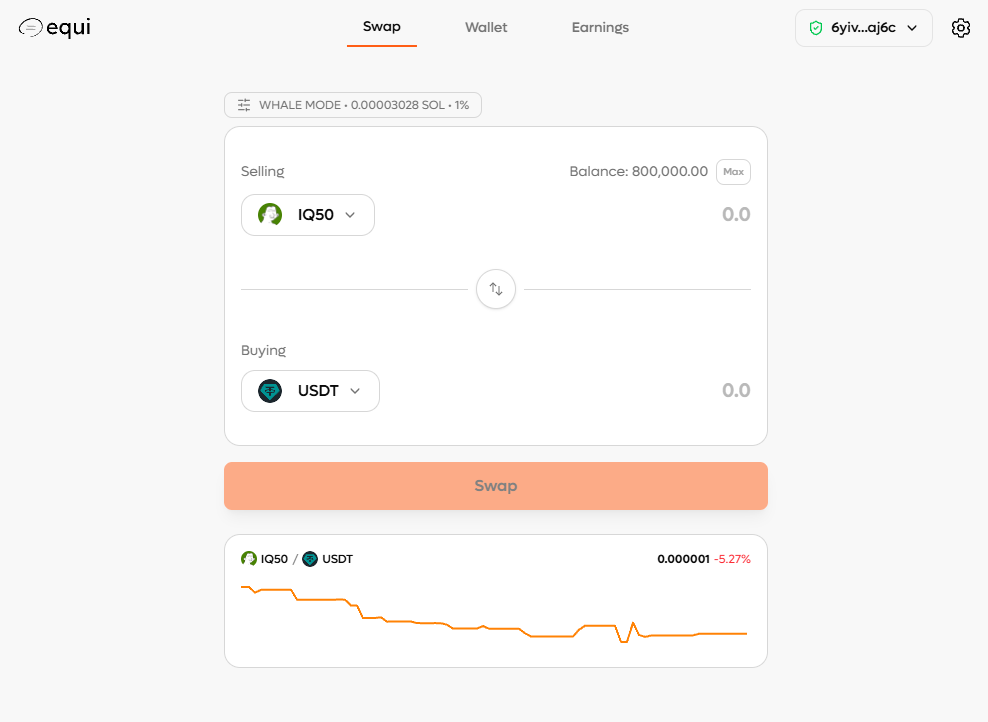 equi
Swap
Wallet
Earnings
6yiv...aj6c
WHALE MODE • 0.00003028 SOL • 1%
Selling
Balance: 800,000.00
Max
IQ50
0.0
Buying
USDT
0.0
Swap
IQ50 / USDT
0.000001 -5.27%